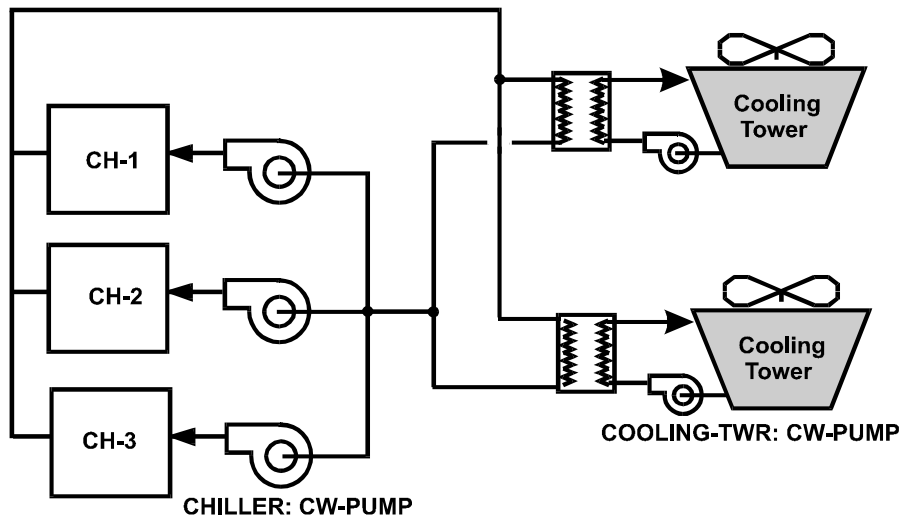 Cooling
Tower
CH-1
CH-2
Cooling
Tower
CH-3
COOLING-TWR: CW-PUMP
CHILLER: CW-PUMP